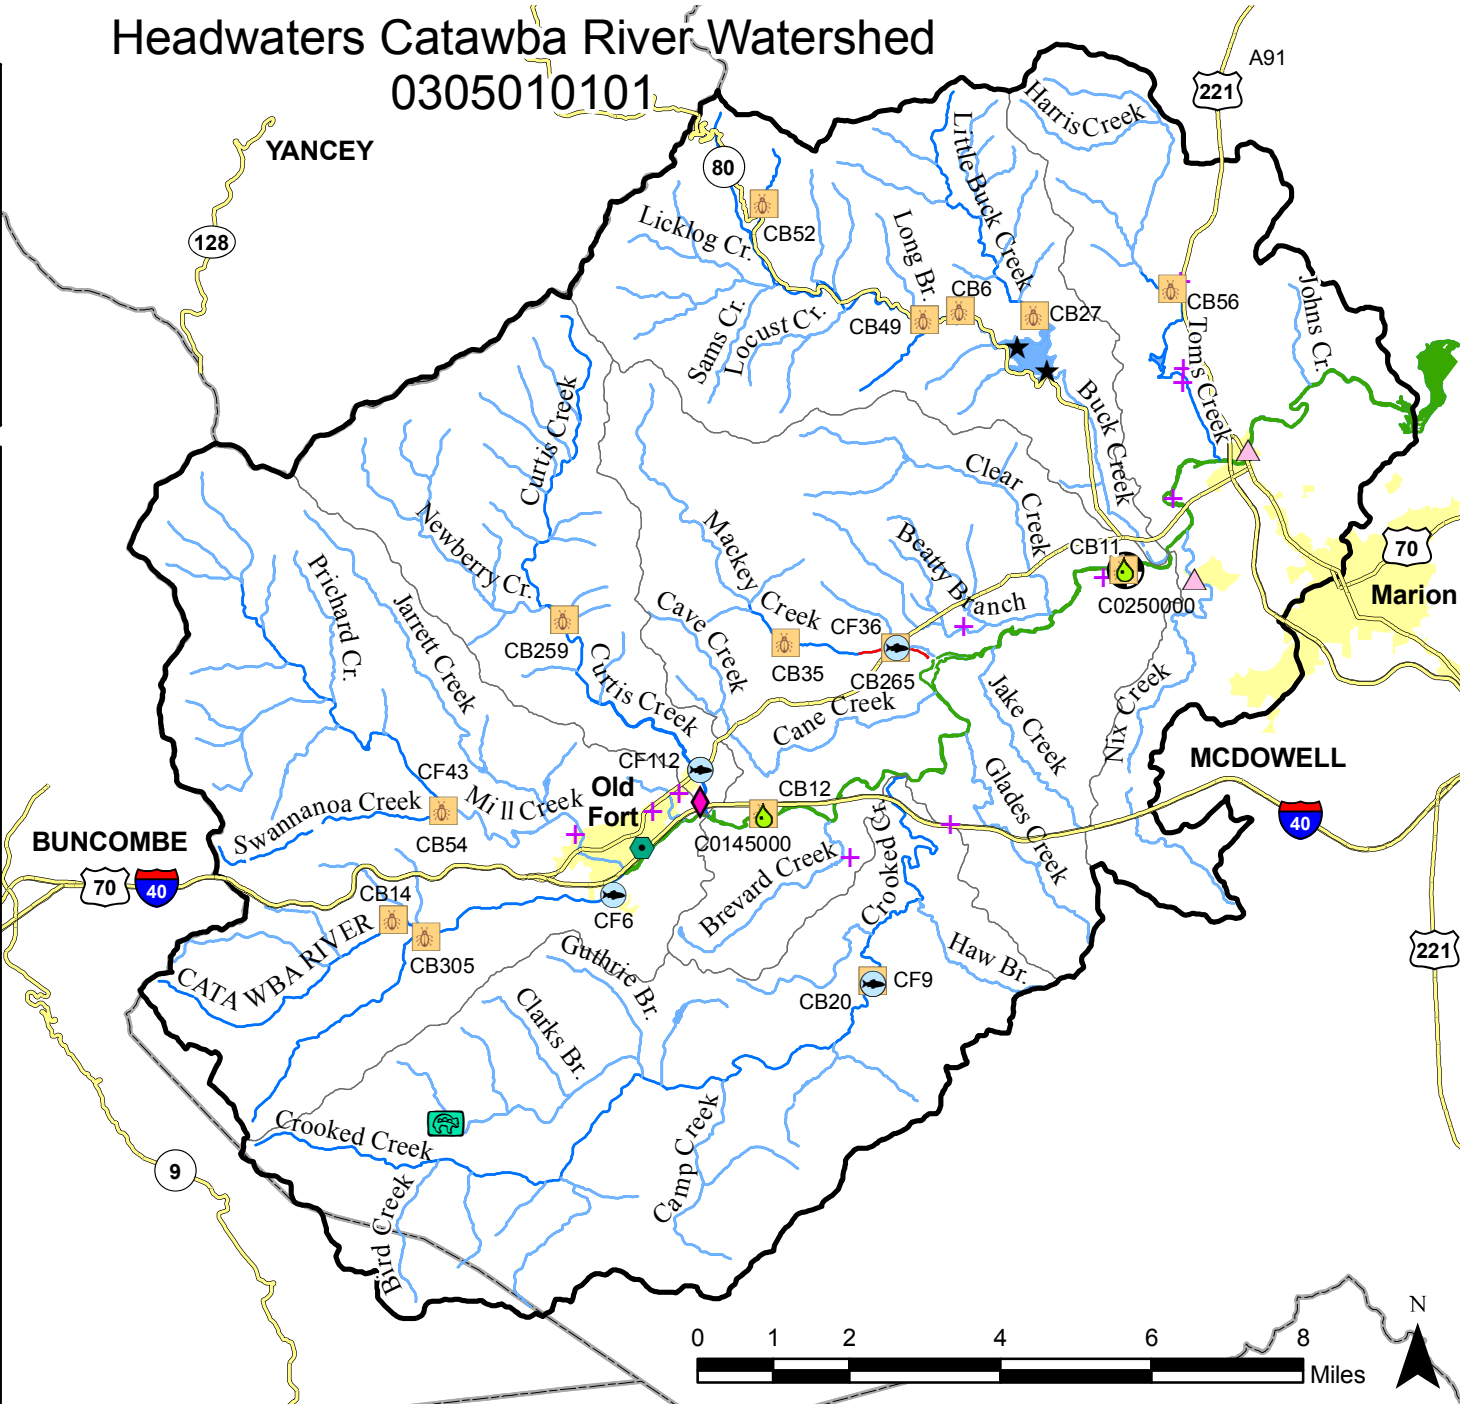 Headwaters Catawba River Watershed
0305010101
A91
221
Harris Creek
YANCEY
80
Little Buck Creek
128
CB52
Licklog Cr.
Long Br.
CB6
CB27
CB56
Johns Cr.
CB49
Sams Cr.
Locust Cr.
Toms Creek
Curtis Creek
Buck Creek
Clear Creek
Newberry Cr.
Mackey Creek
Beatty Branch
CB11
70
Marion
C0250000
Prichard Cr.
Jarrett Creek
Cave Creek
CF36
CB259
CB35
CB265
Curtis Creek
Cane Creek
Jake Creek
Nix Creek
MCDOWELL
CF112
CF43
Old
Fort
CB12
Glades Creek
Swannanoa Creek
Mill Creek
40
BUNCOMBE
CB54
C0145000
Crooked Cr.
70
40
CB14
Brevard Creek
CF6
CATA WBA RIVER
CB305
Guthrie Br.
Haw Br.
221
CB20
CF9
Clarks Br.
Crooked Creek
Camp Creek
9
Bird Creek
N
0 1 2 4 6 8
Miles